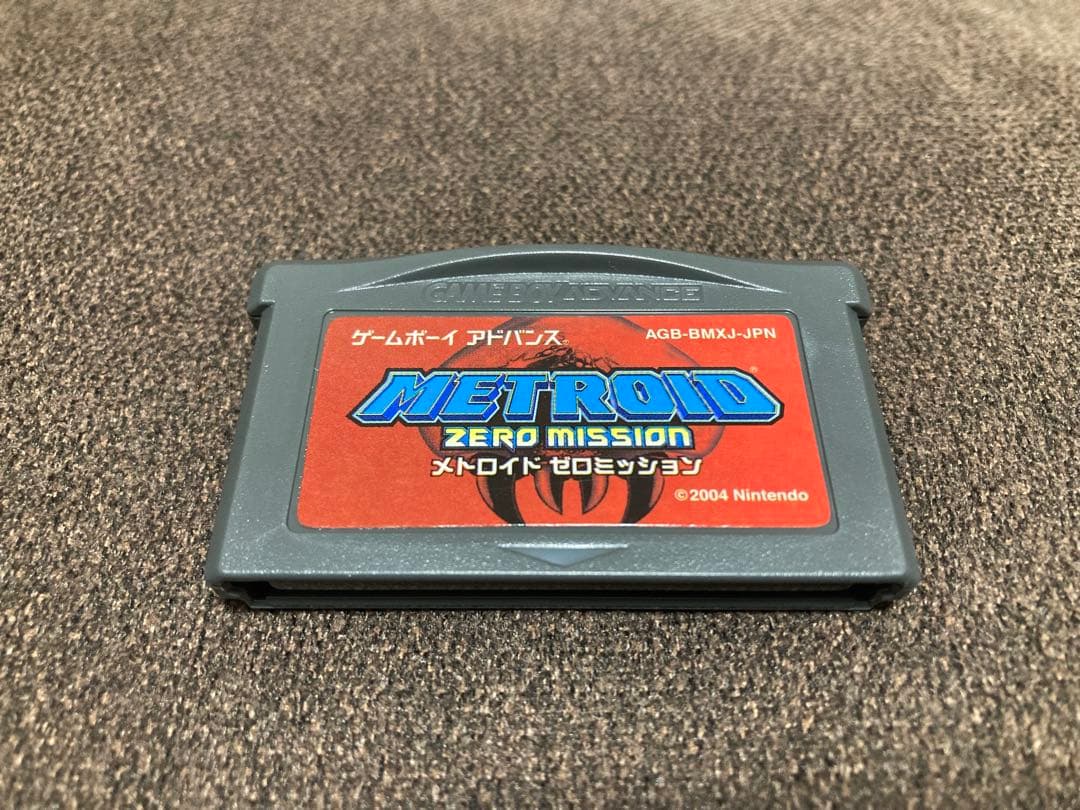 GAME BOY ADVANCE
ゲームボーイ アドバンス®
AGB-BMXJ-JPN
METROID®
ZERO MISSION
メトロイド ゼロミッション
©2004 Nintendo